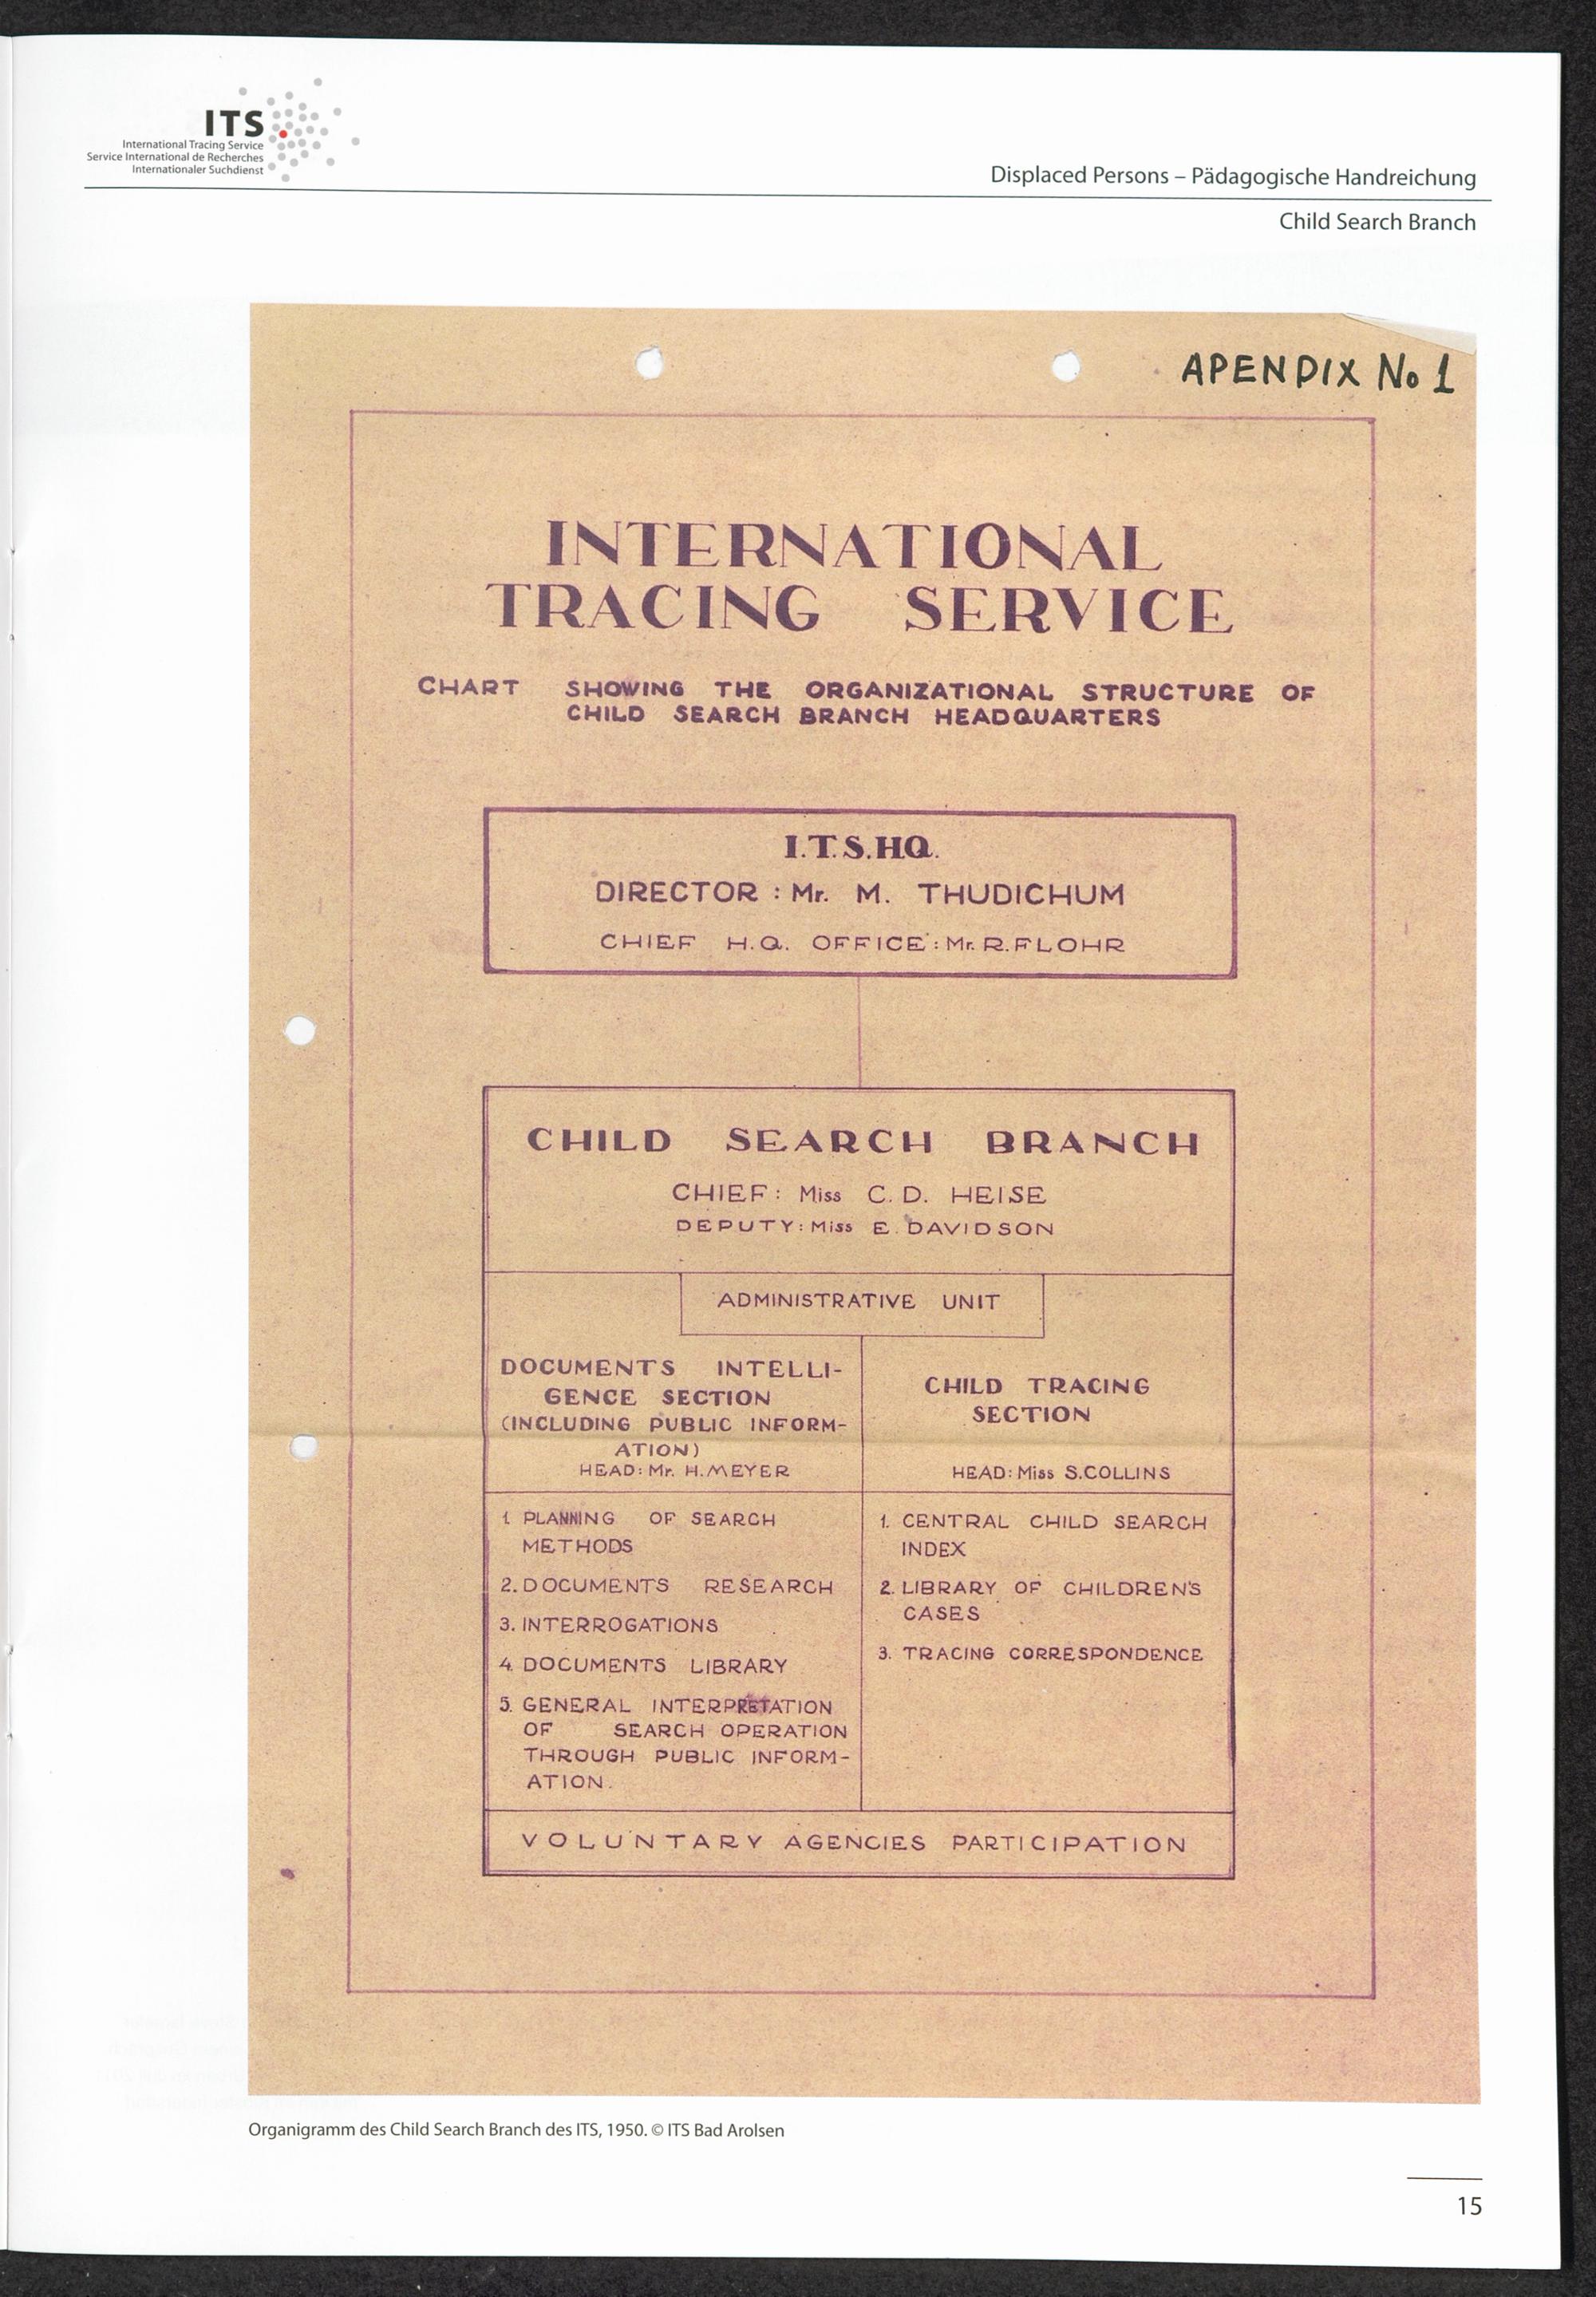 ITS
International Tracing Service
Service International de Recherches
Internationaler Suchdienst
Displaced Persons – Pädagogische Handreichung
Child Search Branch
APENDIX No 1
INTERNATIONAL
TRACING SERVICE
CHART SHOWING THE ORGANIZATIONAL STRUCTURE OF
CHILD SEARCH BRANCH HEADQUARTERS
I.T.S.HQ.
DIRECTOR : Mr. M. THUDICHUM
CHIEF H.Q. OFFICE : Mr. R. FLOHR
CHILD SEARCH BRANCH
CHIEF: Miss C. D. HEISE
DEPUTY: Miss E. DAVIDSON
ADMINISTRATIVE UNIT
DOCUMENTS INTELLI-
GENCE SECTION
(INCLUDING PUBLIC INFORM-
ATION)
HEAD: Mr. H. MEYER
1. PLANNING OF SEARCH
METHODS
2. DOCUMENTS RESEARCH
3. INTERROGATIONS
4. DOCUMENTS LIBRARY
5. GENERAL INTERPRETATION
OF SEARCH OPERATION
THROUGH PUBLIC INFORM-
ATION.
CHILD TRACING
SECTION
HEAD: Miss S. COLLINS
1. CENTRAL CHILD SEARCH
INDEX
2. LIBRARY OF CHILDREN'S
CASES
3. TRACING CORRESPONDENCE
VOLUNTARY AGENCIES PARTICIPATION
Organigramm des Child Search Branch des ITS, 1950. © ITS Bad Arolsen
15